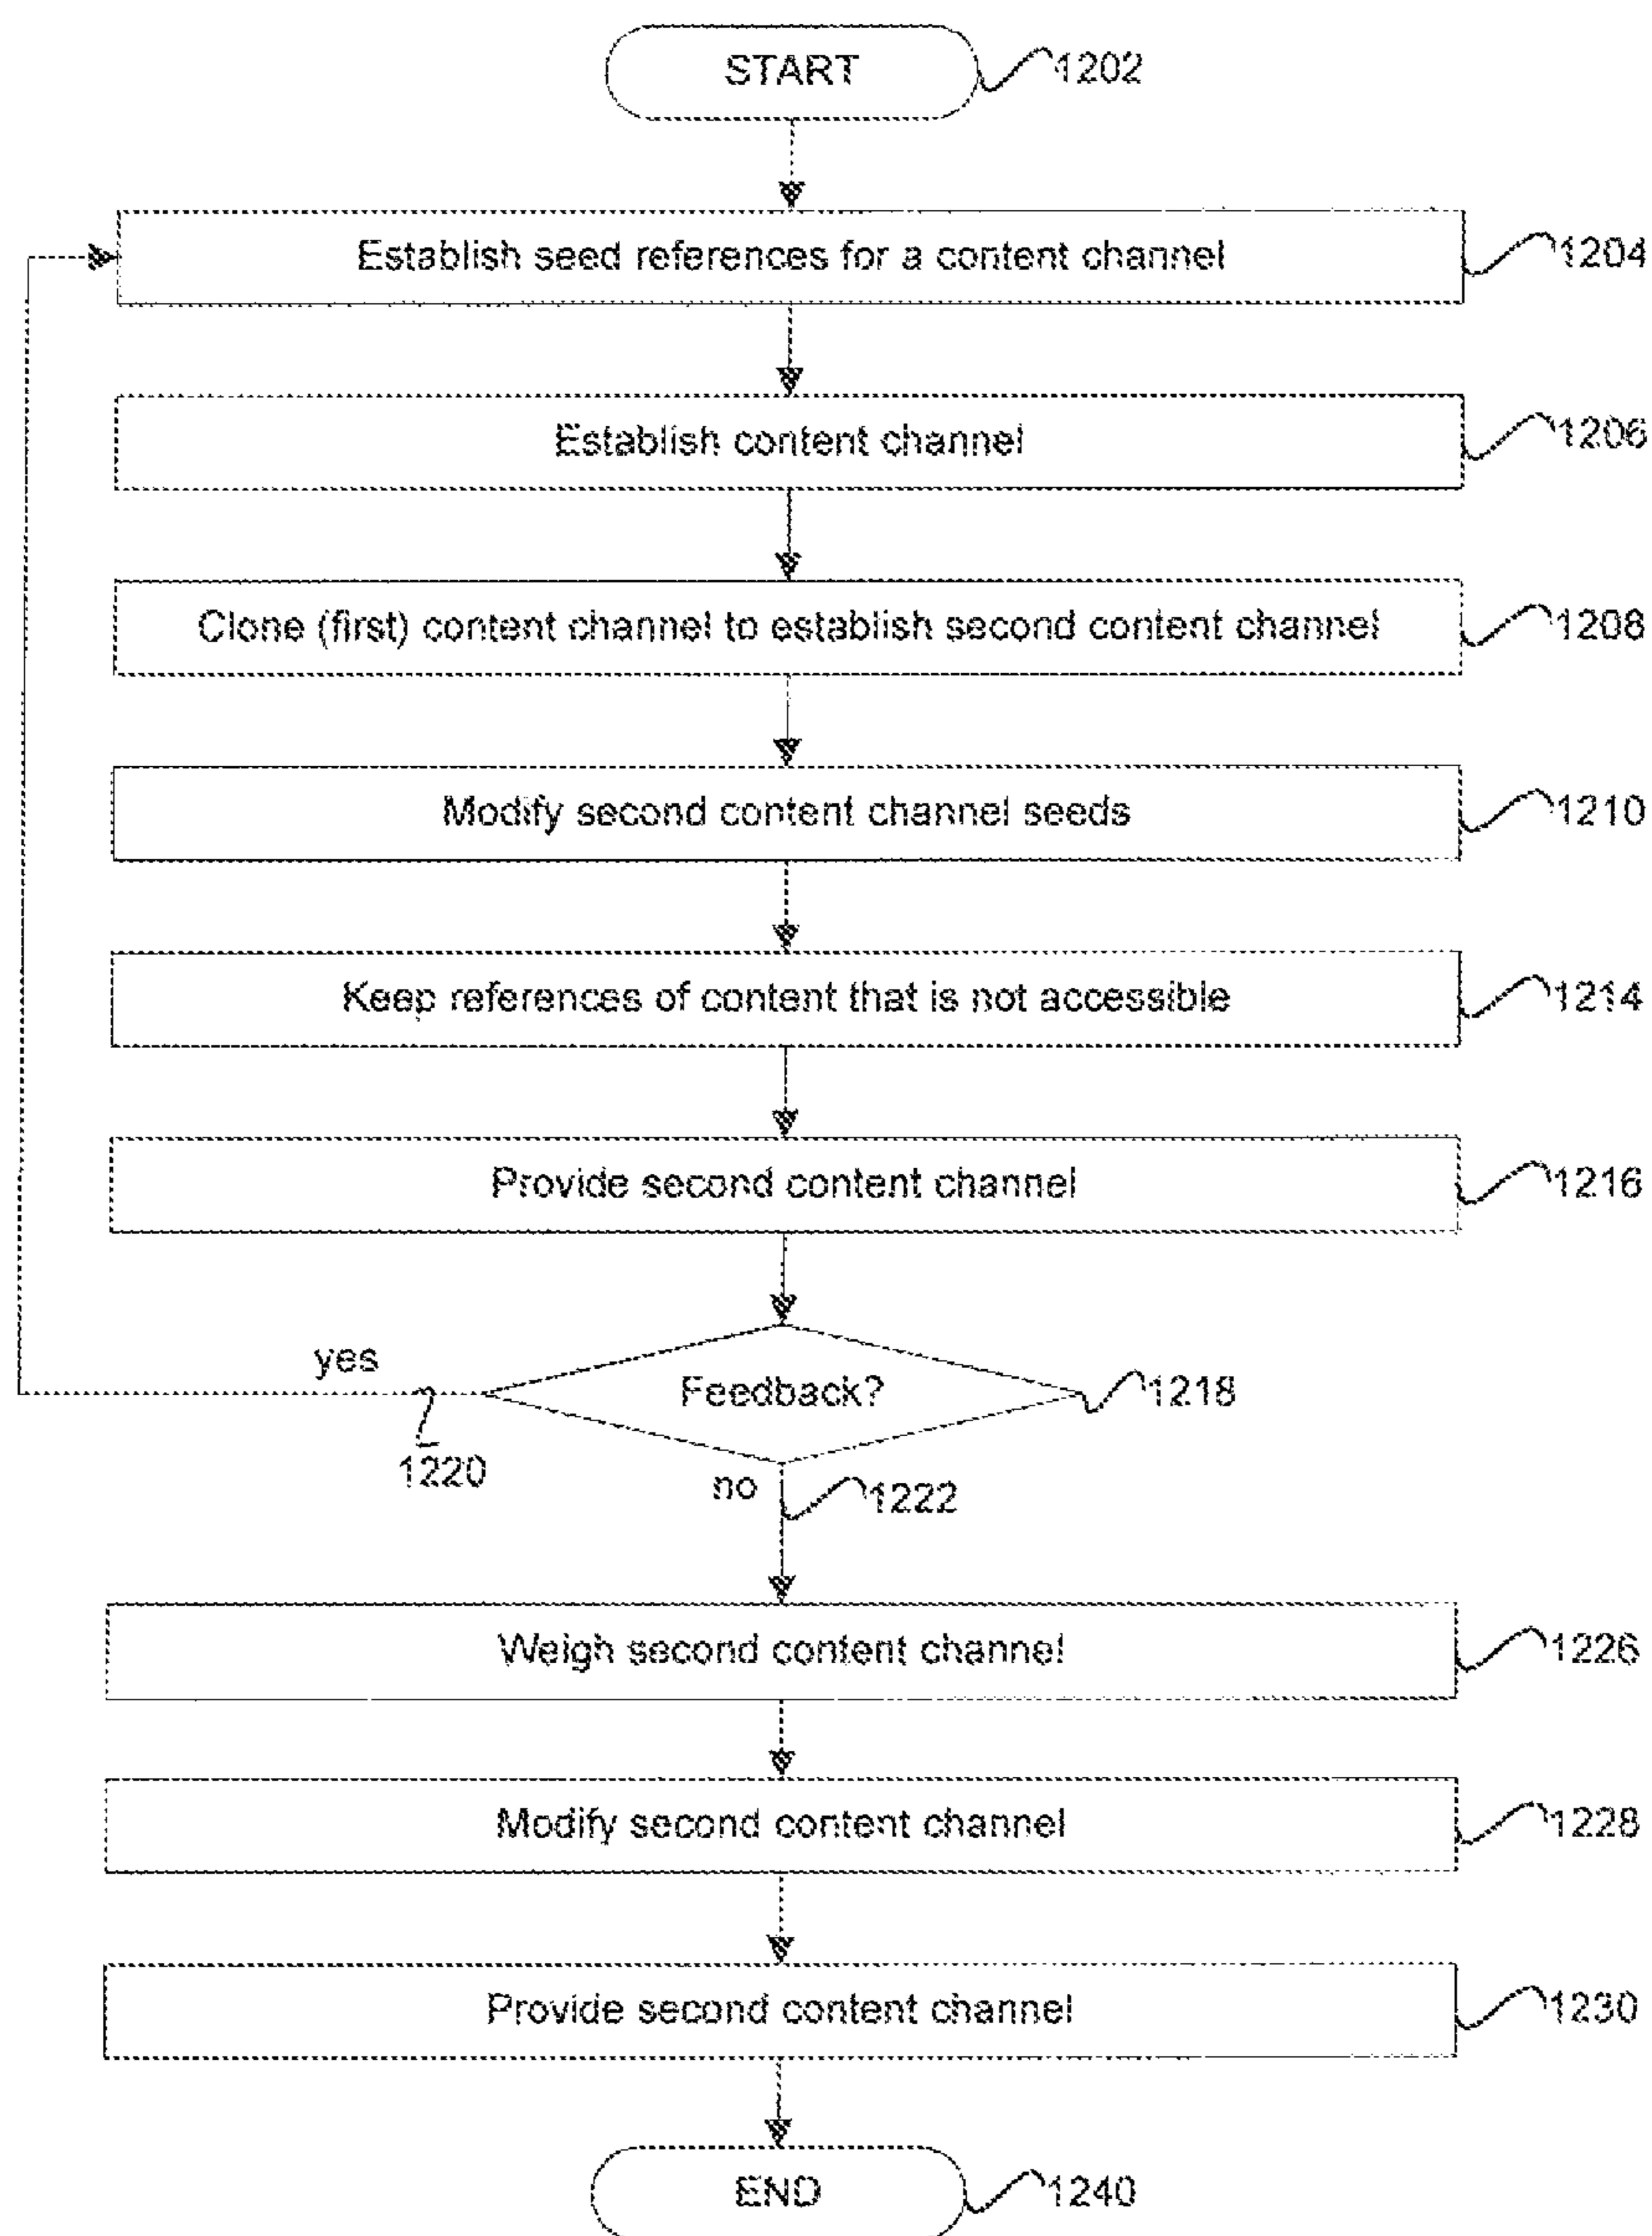 START
1202
Establish seed references for a content channel
1204
Establish content channel
1206
Clone (first) content channel to establish second content channel
1208
Modify second content channel seeds
1210
Keep references of content that is not accessible
1214
Provide second content channel
1216
yes
Feedback?
1218
1220
no
1222
Weigh second content channel
1226
Modify second content channel
1228
Provide second content channel
1230
END
1240